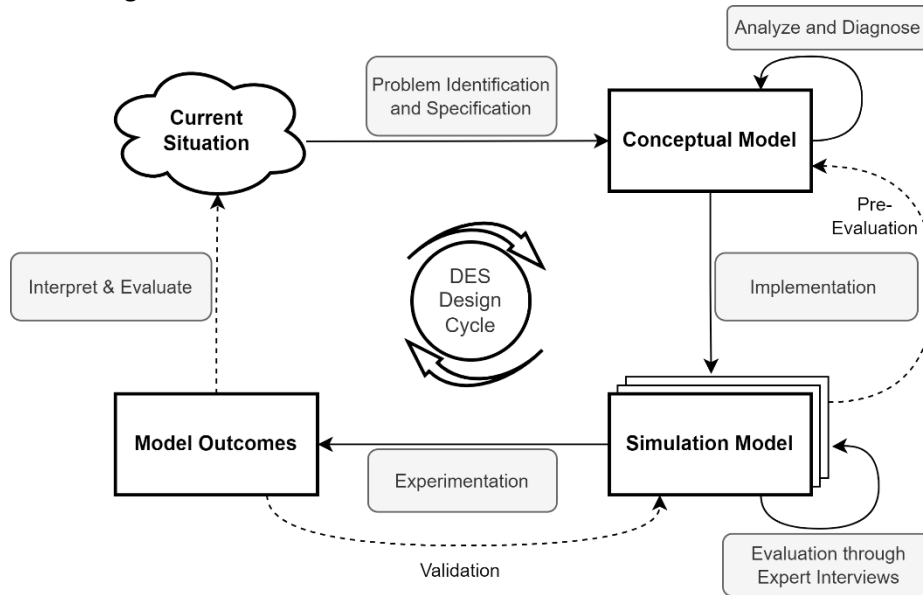 Analyze and Diagnose
Problem Identification
and Specification
Current
Situation
Conceptual Model
Pre-
Evaluation
Interpret & Evaluate
DES
Design
Cycle
Implementation
Model Outcomes
Simulation Model
Experimentation
Validation
Evaluation through
Expert Interviews